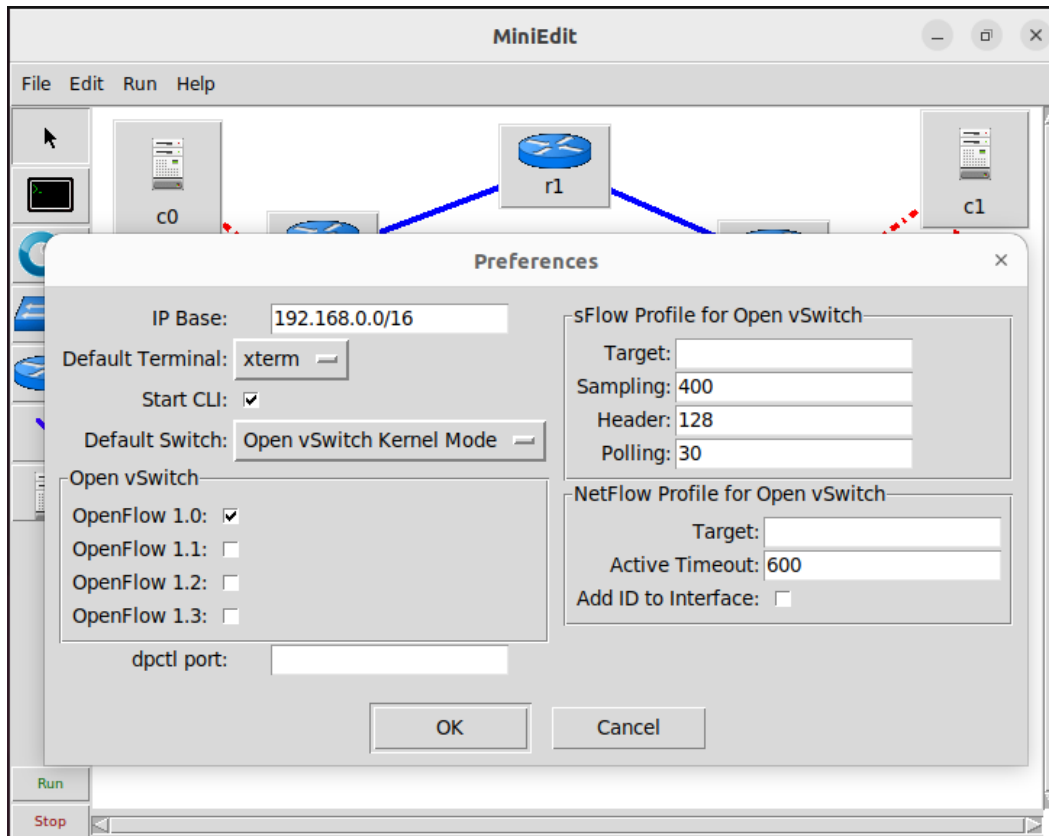 MiniEdit
File Edit Run Help
c0
r1
c1
Preferences
IP Base: 192.168.0.0/16
Default Terminal: xterm
Start CLI:
Default Switch: Open vSwitch Kernel Mode
Open vSwitch
OpenFlow 1.0:
OpenFlow 1.1:
OpenFlow 1.2:
OpenFlow 1.3:
dpctl port:
sFlow Profile for Open vSwitch
Target:
Sampling: 400
Header: 128
Polling: 30
NetFlow Profile for Open vSwitch
Target:
Active Timeout: 600
Add ID to Interface:
OK Cancel
Run
Stop